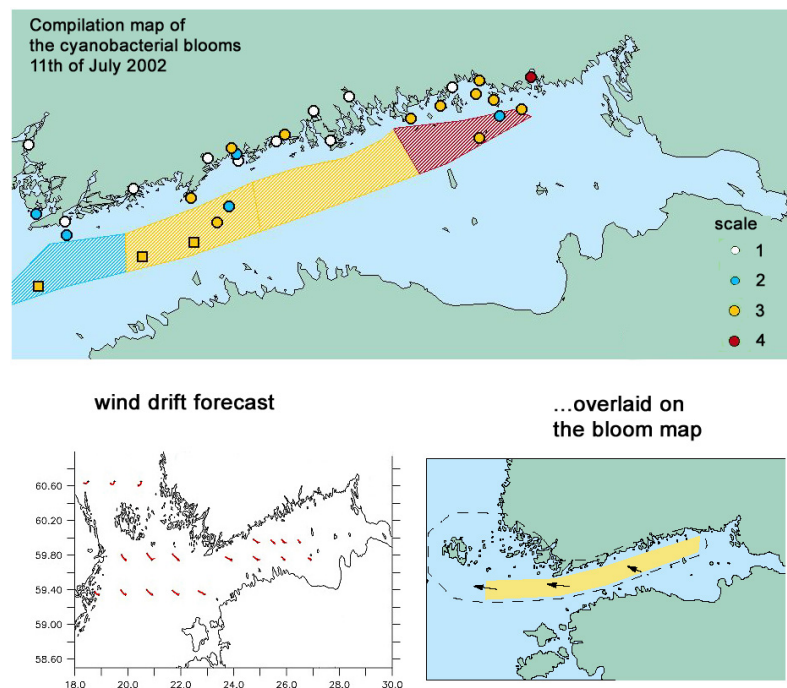 Compilation map of
the cyanobacterial blooms
11th of July 2002
scale
1
2
3
4
wind drift forecast
...overlaid on
the bloom map
60.60
60.20
59.80
59.40
59.00
58.60
18.0 20.0 22.0 24.0 26.0 28.0 30.0